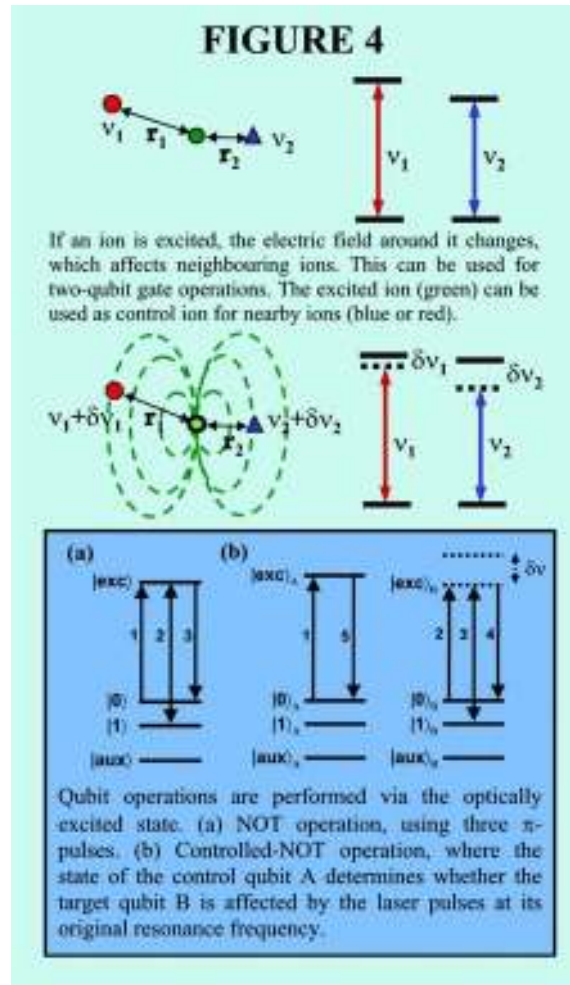 FIGURE 4
ν₁ r₁ r₂ ν₂ ν₁ ν₂
If an ion is excited, the electric field around it changes,
which affects neighbouring ions. This can be used for
two-qubit gate operations. The excited ion (green) can be
used as control ion for nearby ions (blue or red).
δν₁ δν₂
ν₁+δν₁ r₁ r₂ ν₂+δν₂ ν₁ ν₂
(a) (b)
|exc⟩ |exc⟩A |exc⟩B δν
1 2 3 1 5 2 3 4
|0⟩ |0⟩A |0⟩B
|1⟩ |1⟩A |1⟩B
|aux⟩ |aux⟩A |aux⟩B
Qubit operations are performed via the optically
excited state. (a) NOT operation, using three π-
pulses. (b) Controlled-NOT operation, where the
state of the control qubit A determines whether the
target qubit B is affected by the laser pulses at its
original resonance frequency.